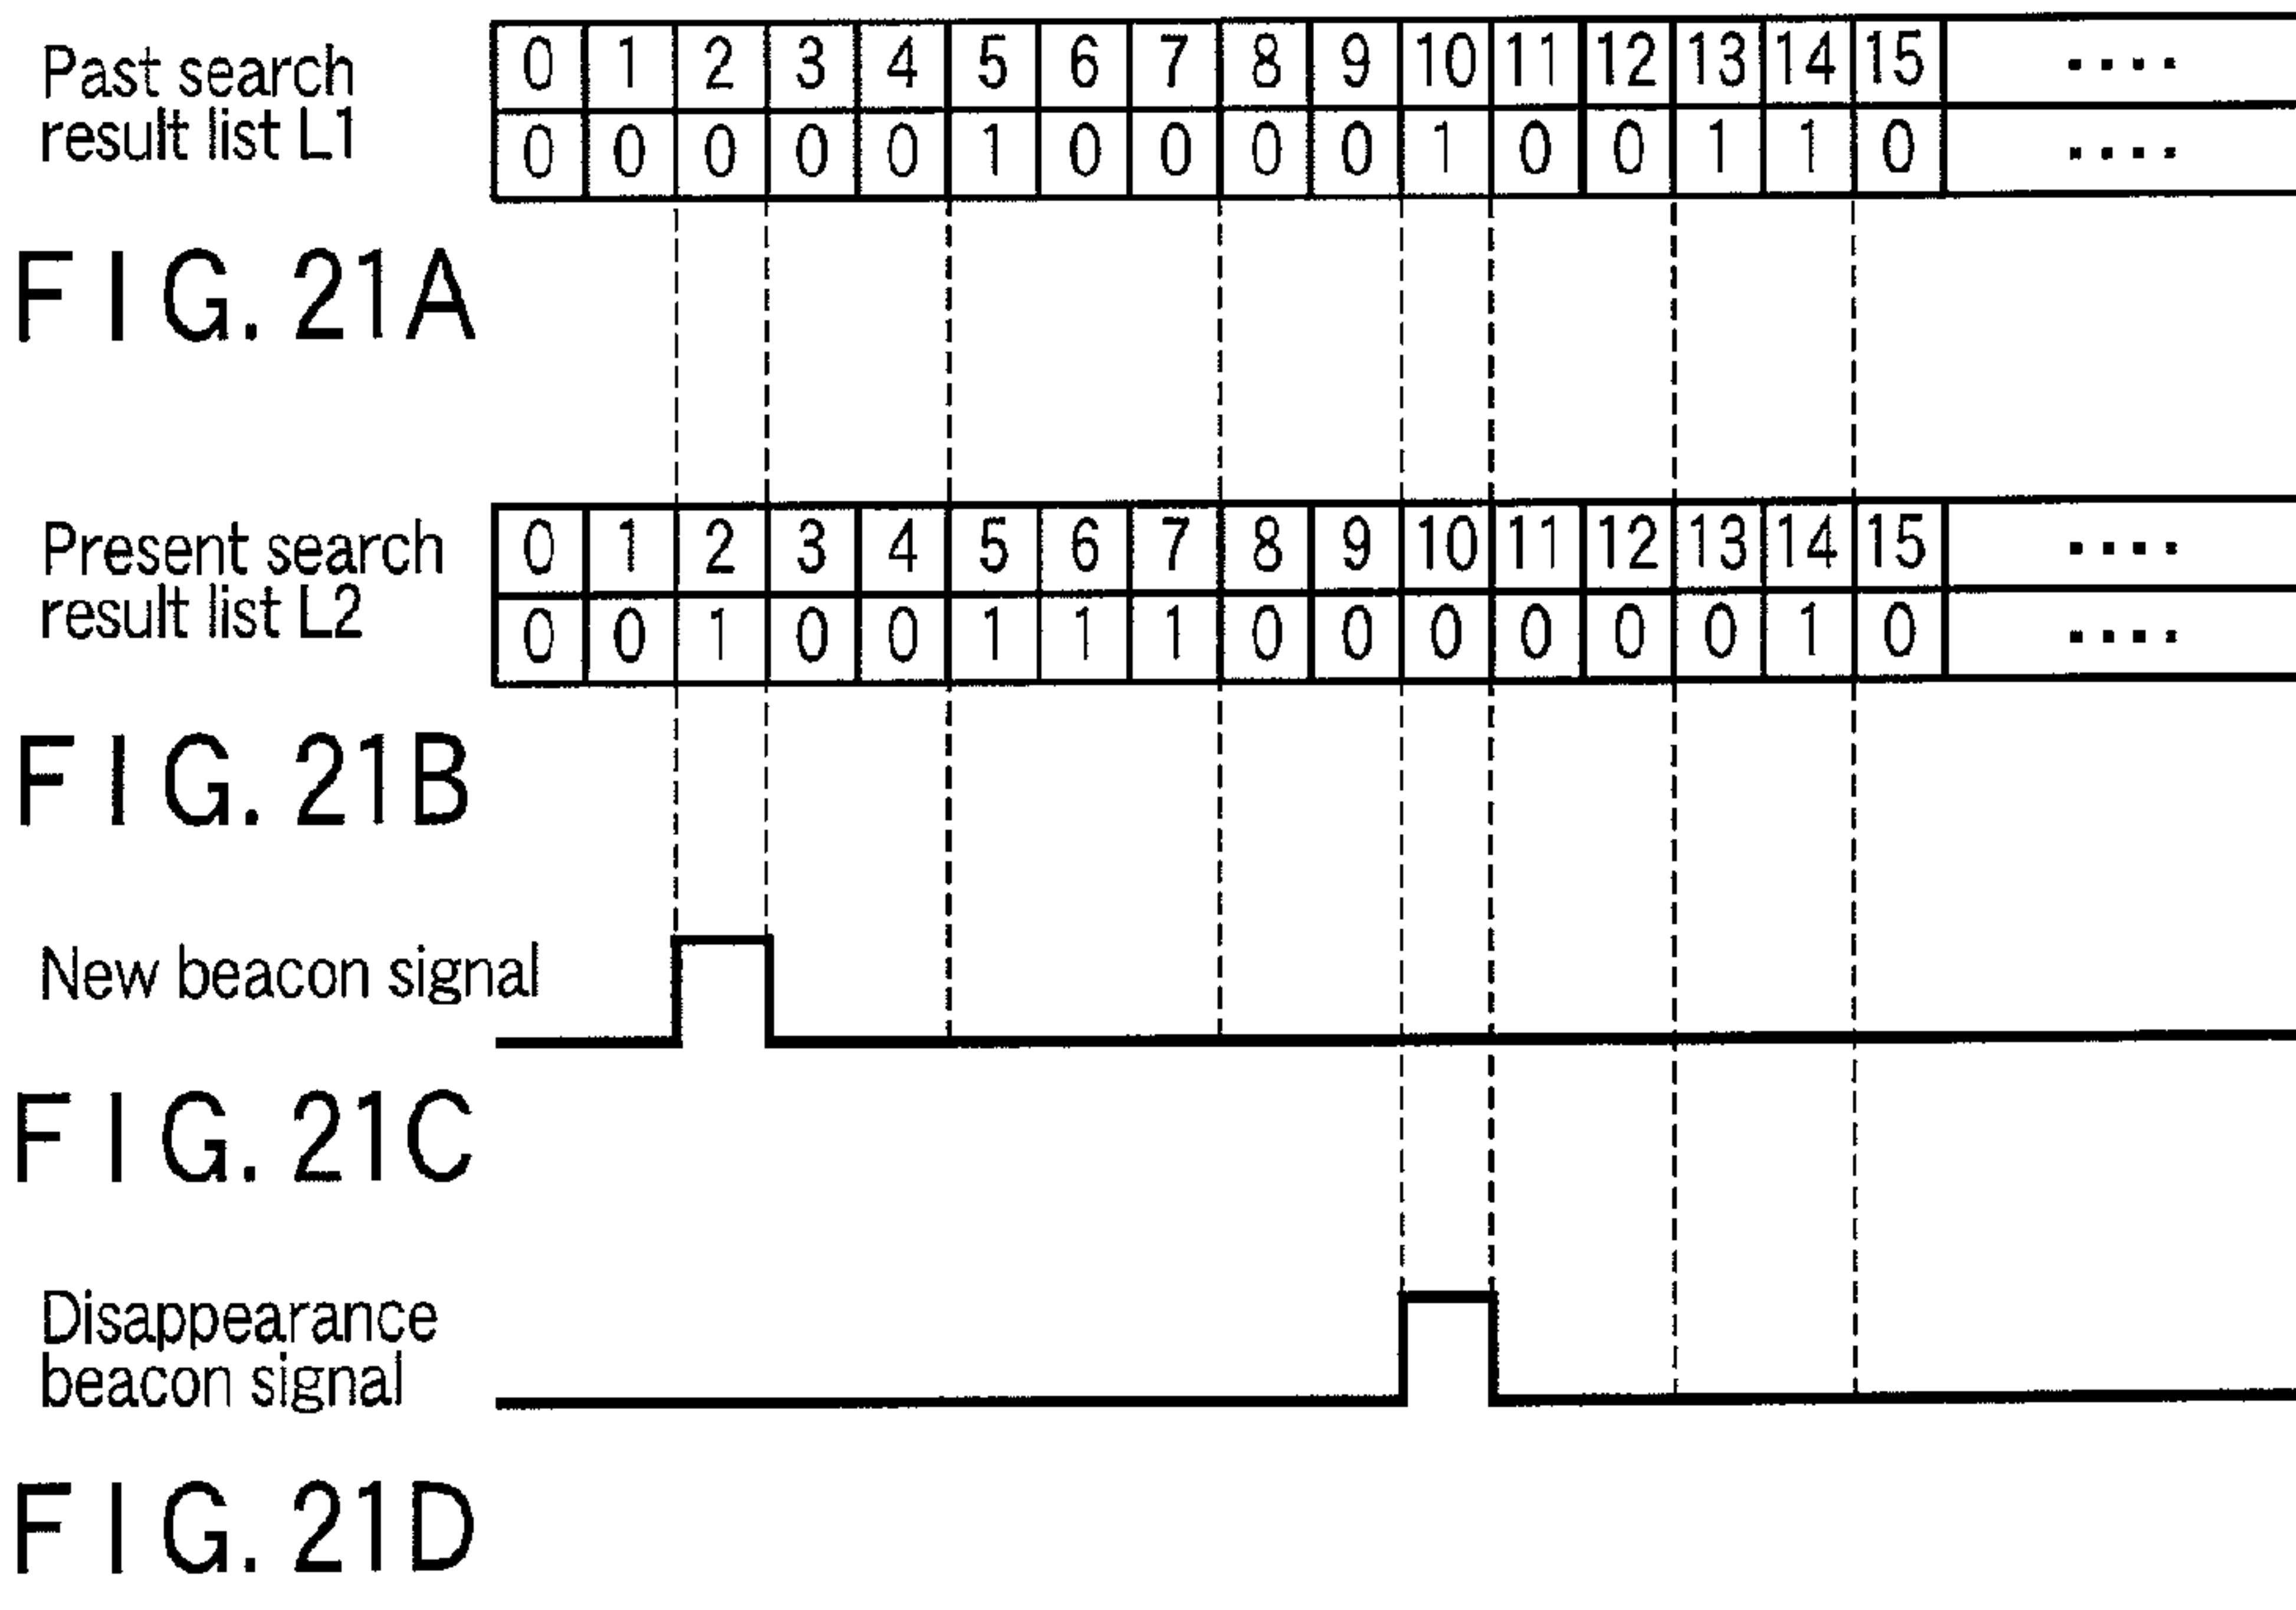 Past search
result list L1
0 1 2 3 4 5 6 7 8 9 10 11 12 13 14 15 ....
0 0 0 0 0 1 0 0 0 0 1 0 0 1 1 0 ....
FIG. 21A
Present search
result list L2
0 1 2 3 4 5 6 7 8 9 10 11 12 13 14 15 ....
0 0 1 0 0 1 1 1 0 0 0 0 0 0 1 0 ....
FIG. 21B
New beacon signal
FIG. 21C
Disappearance
beacon signal
FIG. 21D